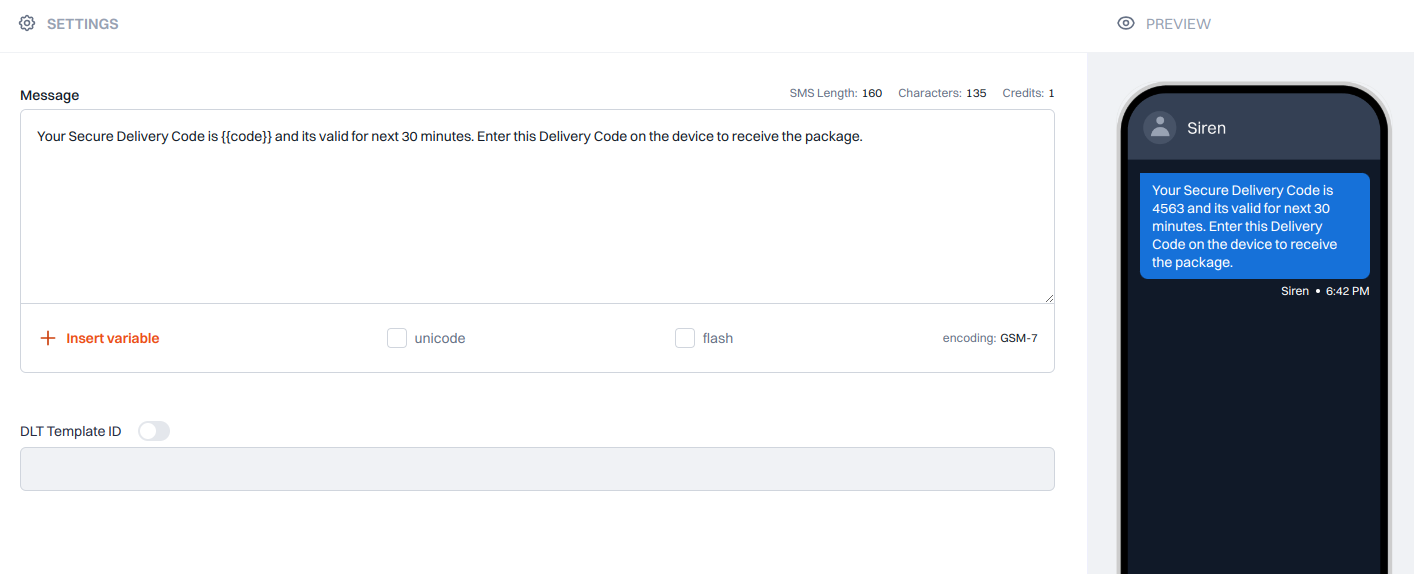 SETTINGS
PREVIEW
Message
SMS Length: 160 Characters: 135 Credits: 1
Your Secure Delivery Code is {{code}} and its valid for next 30 minutes. Enter this Delivery Code on the device to receive the package.
Insert variable
unicode
flash
encoding: GSM-7
DLT Template ID
Siren
Your Secure Delivery Code is
4563 and its valid for next 30
minutes. Enter this Delivery
Code on the device to receive
the package.
Siren • 6:42 PM